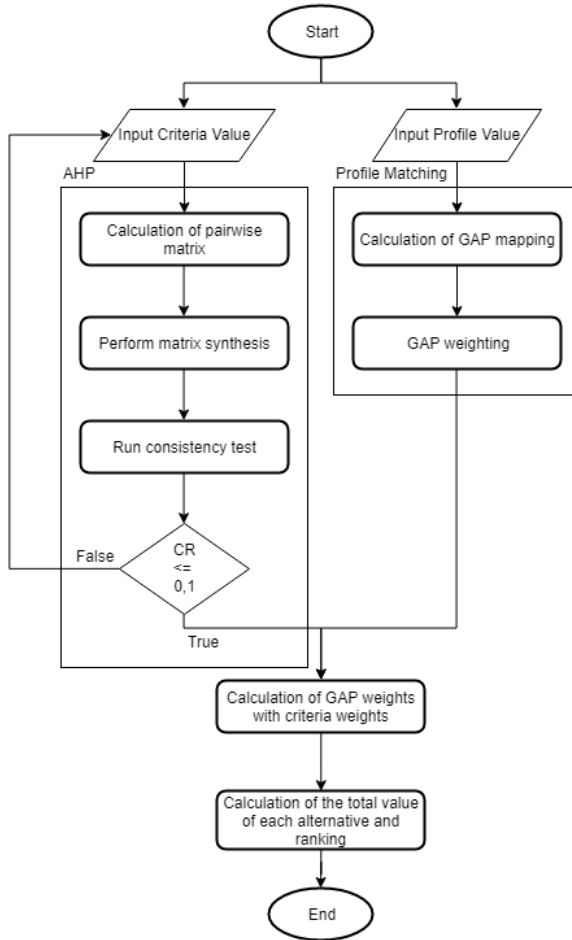 Start
Input Criteria Value
Input Profile Value
AHP
Profile Matching
Calculation of pairwise
matrix
Calculation of GAP mapping
Perform matrix synthesis
GAP weighting
Run consistency test
CR
<=
0,1
False
True
Calculation of GAP weights
with criteria weights
Calculation of the total value
of each alternative and
ranking
End